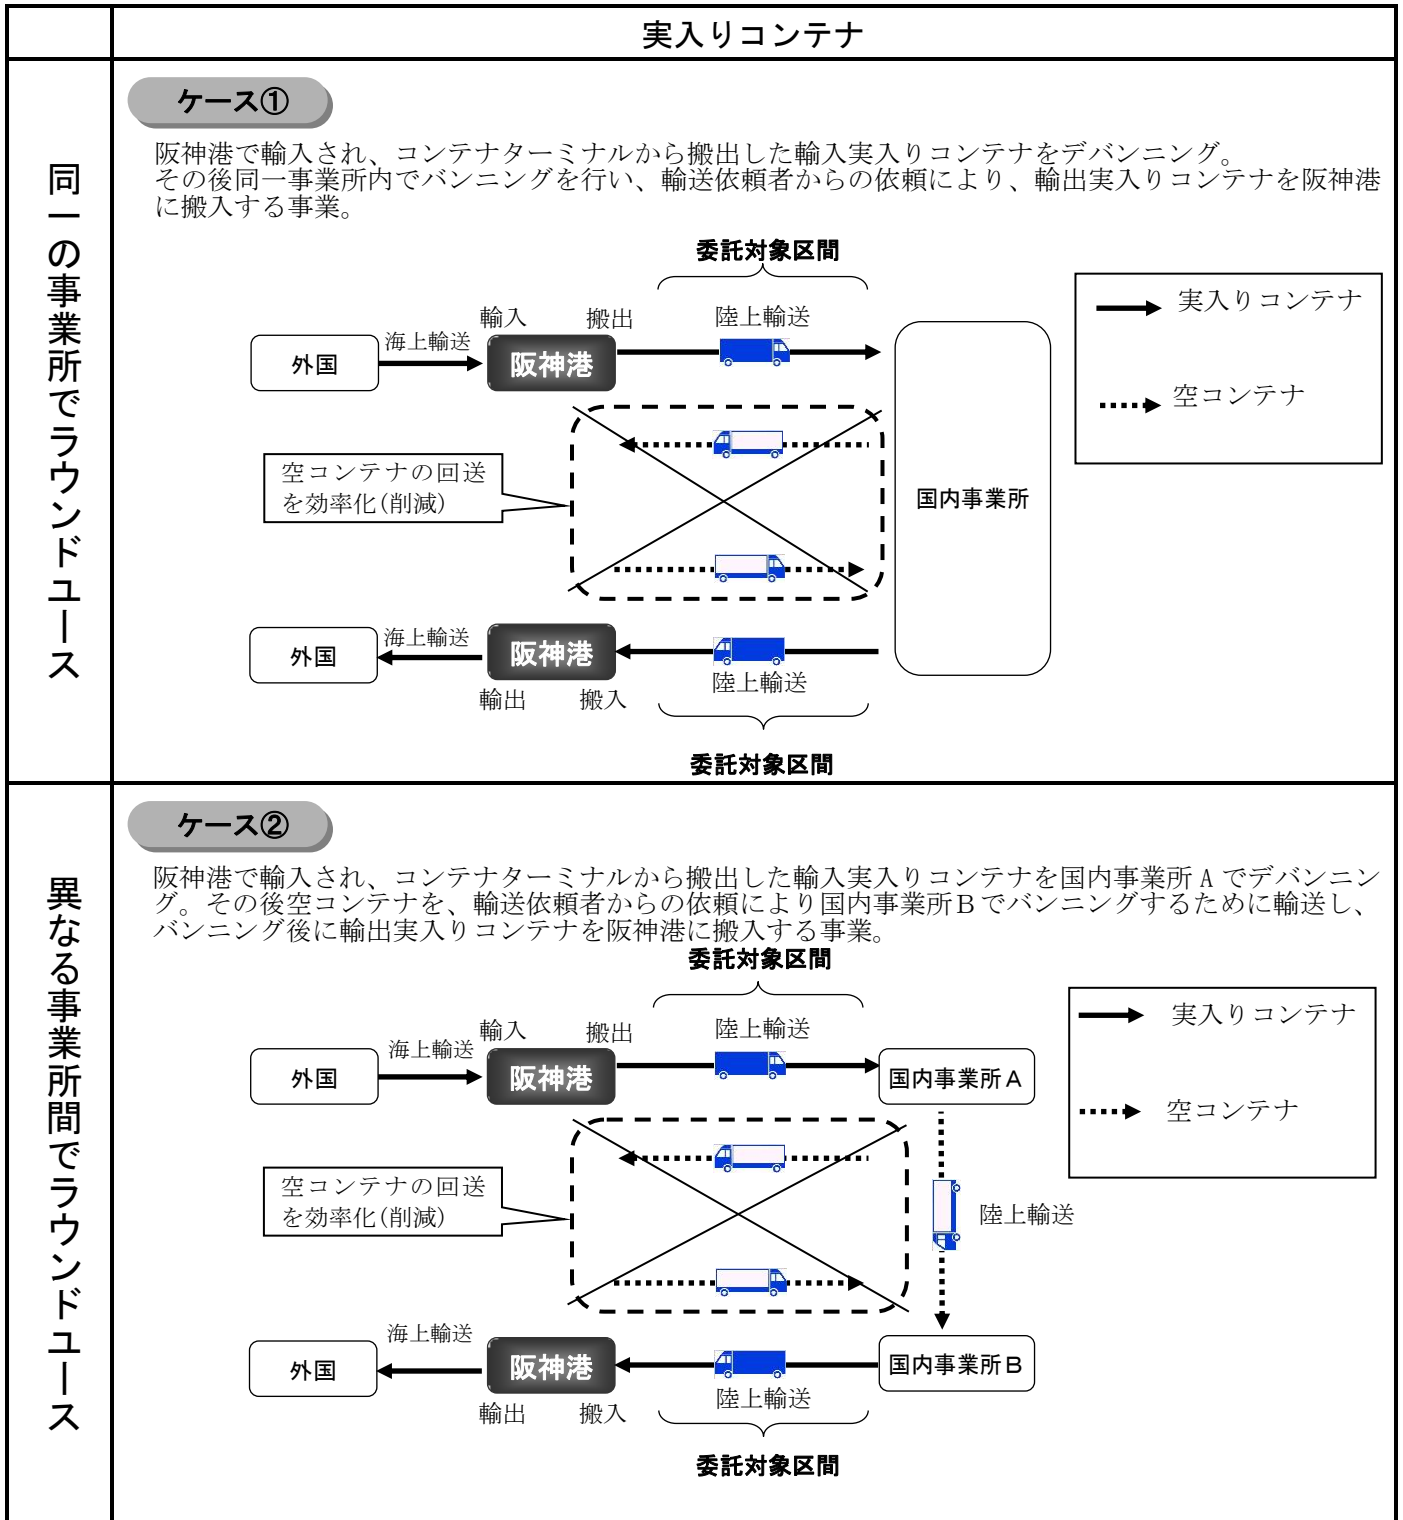 実入りコンテナ
同一の事業所でラウンドユース
ケース①
阪神港で輸入され、コンテナターミナルから搬出した輸入実入りコンテナをデバンニング。
その後同一事業所内でバンニングを行い、輸送依頼者からの依頼により、輸出実入りコンテナを阪神港
に搬入する事業。
委託対象区間
実入りコンテナ
空コンテナ
輸入
搬出
陸上輸送
海上輸送
外国
阪神港
空コンテナの回送
を効率化(削減)
国内事業所
外国
海上輸送
阪神港
輸出
搬入
陸上輸送
委託対象区間
異なる事業所間でラウンドユース
ケース②
阪神港で輸入され、コンテナターミナルから搬出した輸入実入りコンテナを国内事業所 A でデバンニン
グ。その後空コンテナを、輸送依頼者からの依頼により国内事業所Bでバンニングするために輸送し、
バンニング後に輸出実入りコンテナを阪神港に搬入する事業。
委託対象区間
実入りコンテナ
空コンテナ
輸入
搬出
陸上輸送
海上輸送
外国
阪神港
国内事業所A
空コンテナの回送
を効率化(削減)
陸上輸送
海上輸送
外国
阪神港
国内事業所B
輸出
搬入
陸上輸送
委託対象区間